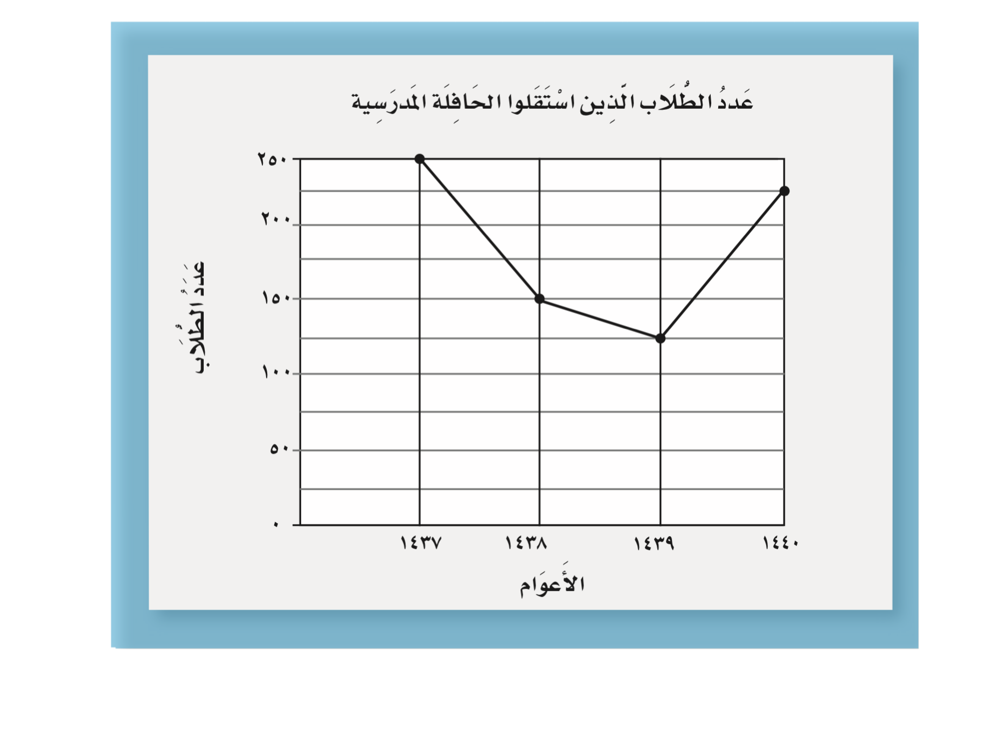 عَددُ الطُّلَاب الَّذِين اسْتَقَلوا الحَافِلَة المَدرَسِية
٢٥٠
٢٠٠
١٥٠
١٠٠
٥٠
٠
عَدَدُ الطُلَاب
١٤٣٧ ١٤٣٨ ١٤٣٩ ١٤٤٠
الأَعوَام